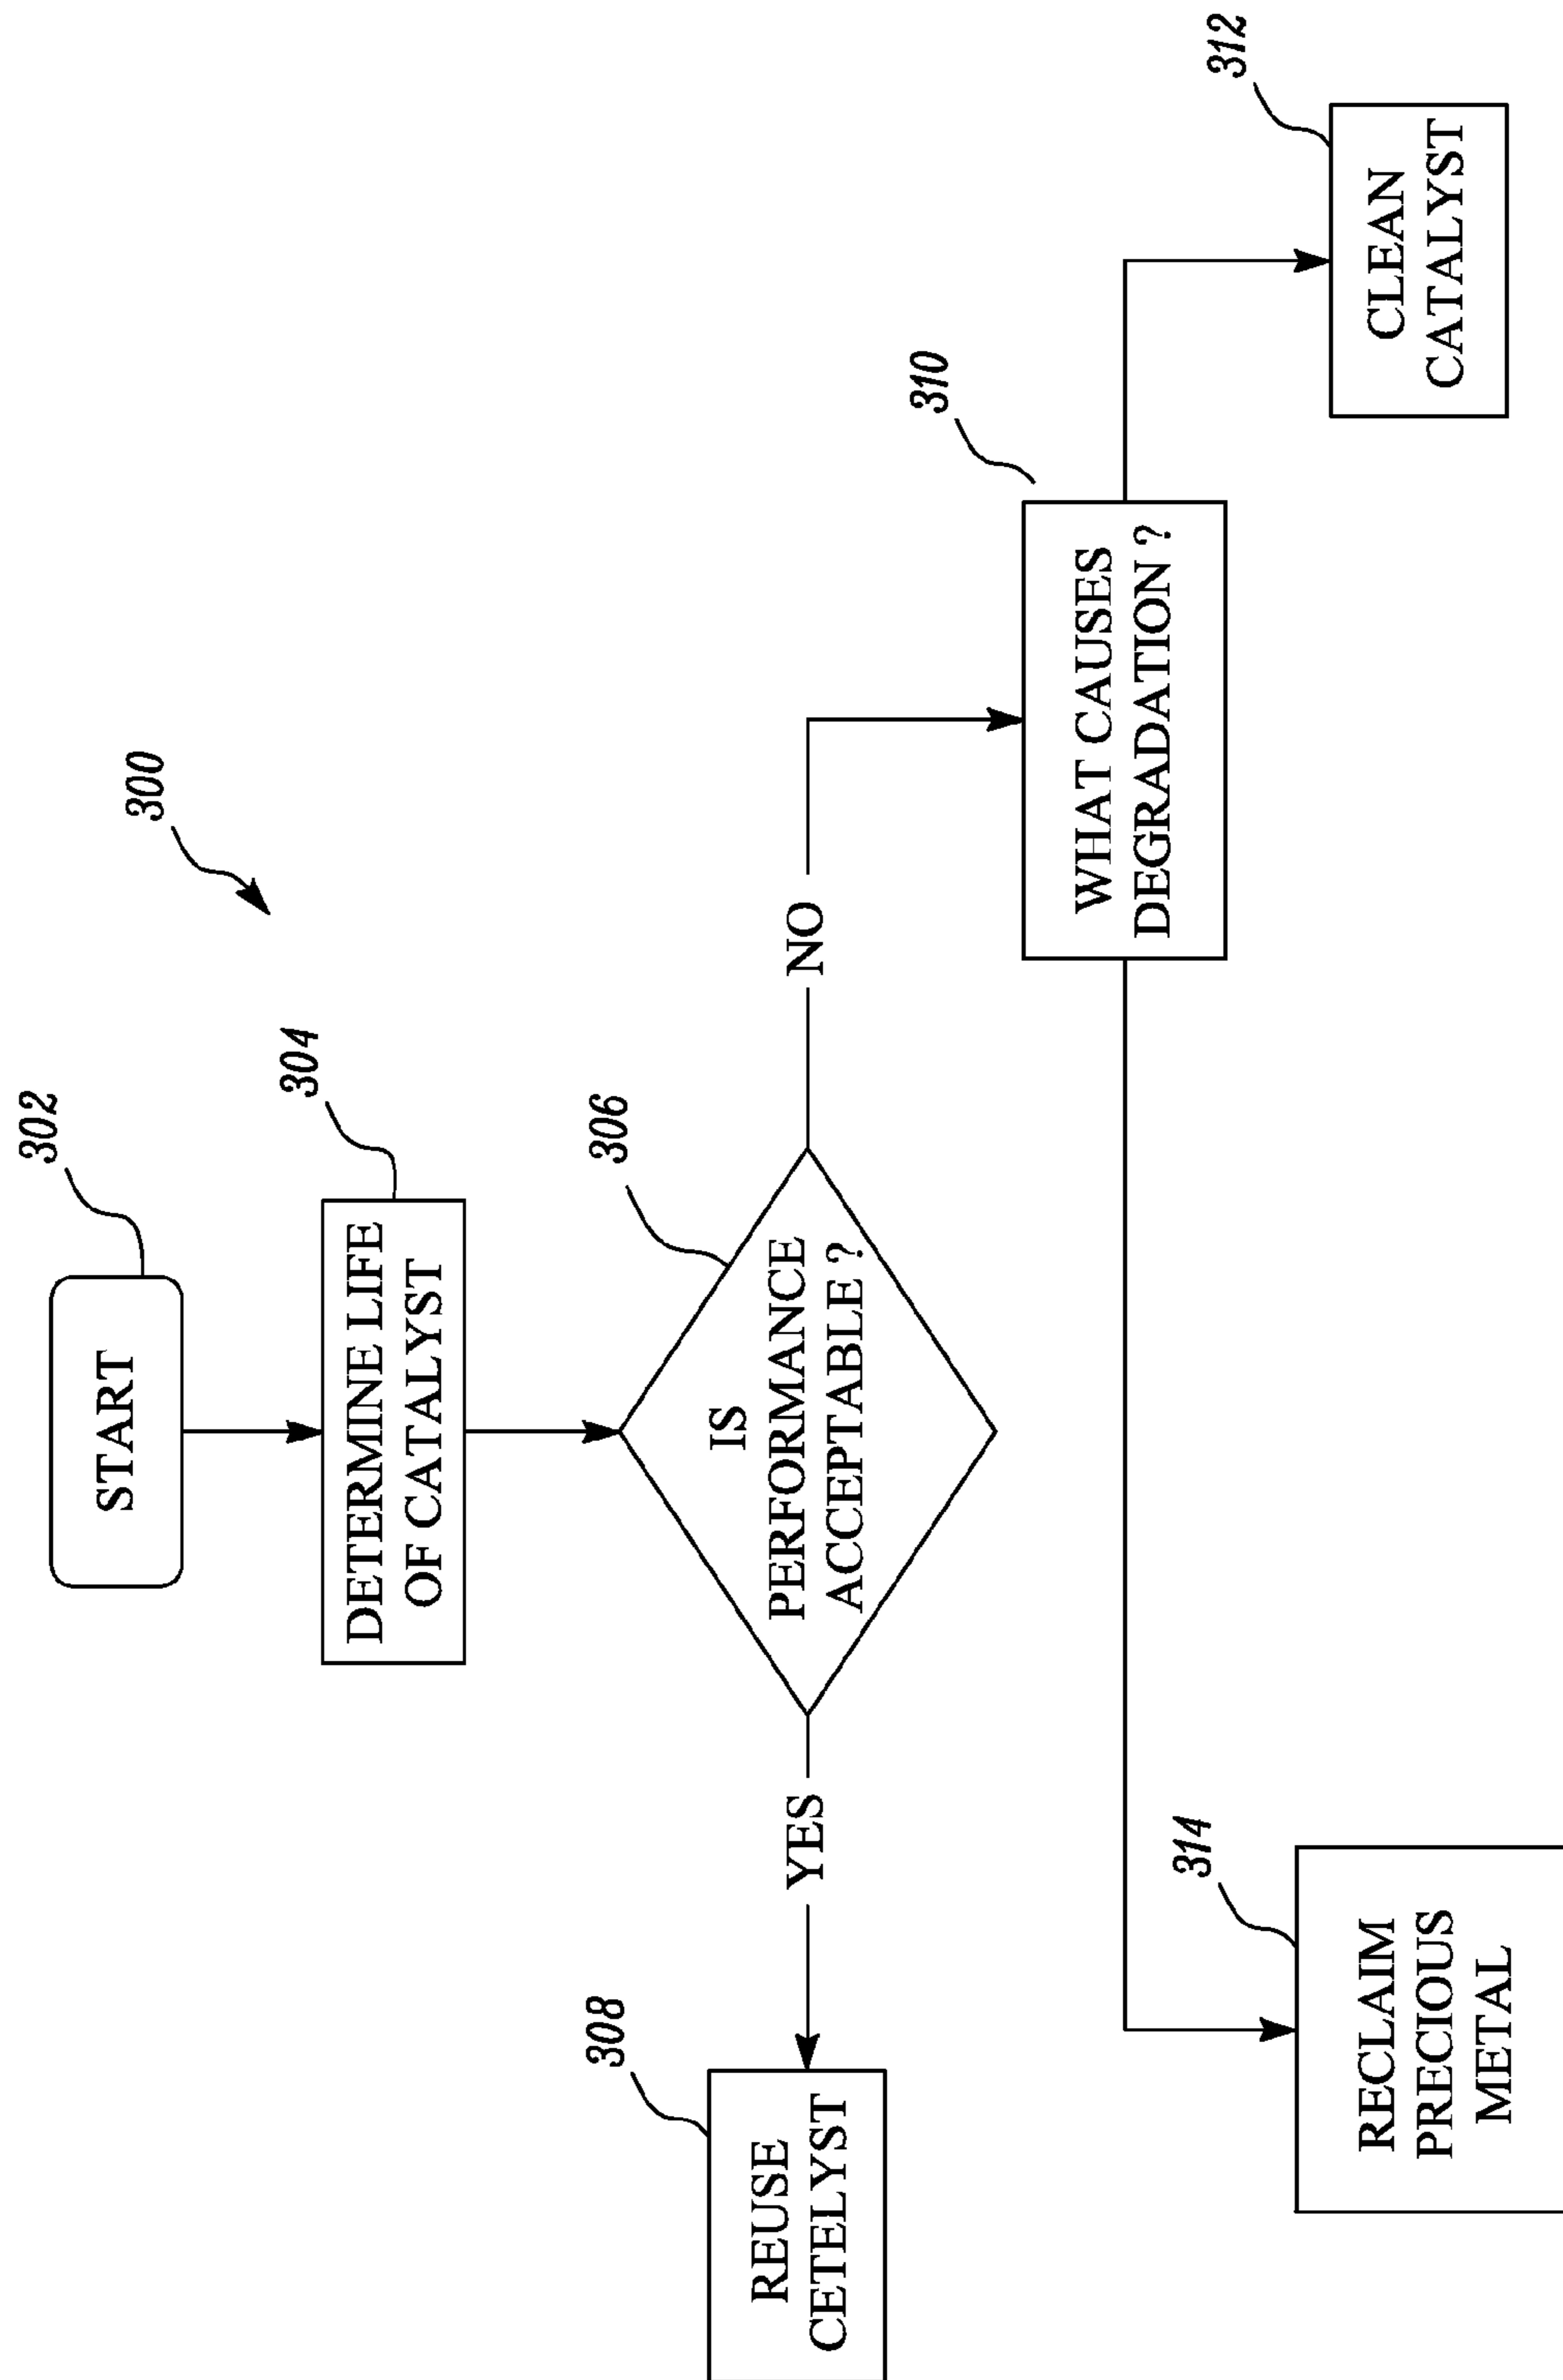 300
302
START
304
DETERMINE LIFE
OF CATALYST
306
IS
PERFORMANCE
ACCEPTABLE ?
YES
NO
308
REUSE
CETELYST
310
WHAT CAUSES
DEGRADATION ?
314
RECLAIM
PRECIOUS
METAL
312
CLEAN
CATALYST